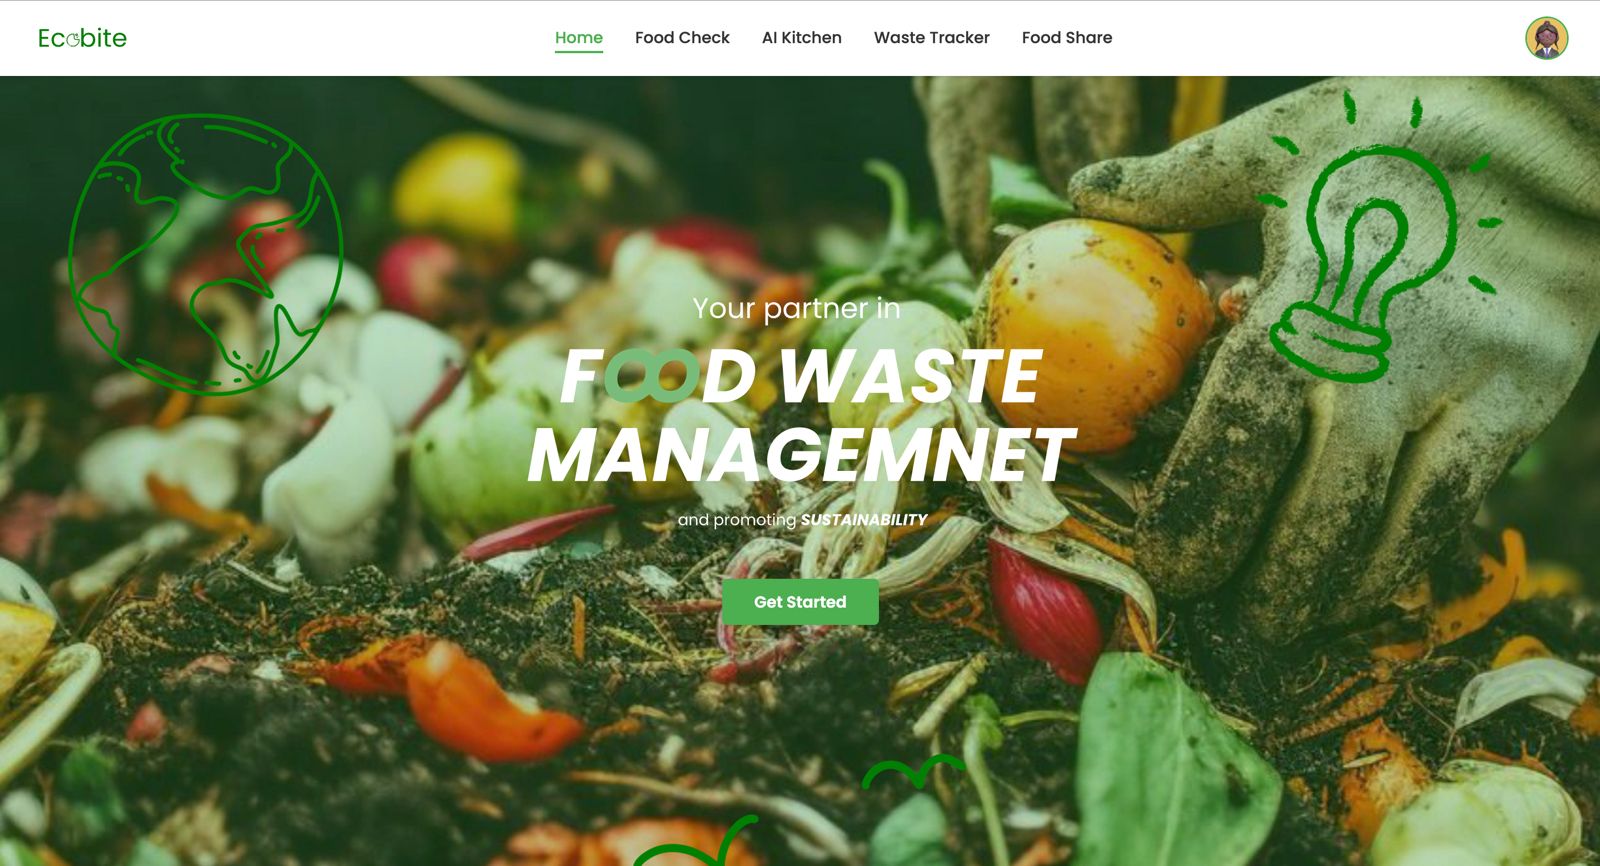 Ecobite
Home Food Check AI Kitchen Waste Tracker Food Share
Your partner in
FOOD WASTE
MANAGEMNET
and promoting SUSTAINABILITY
Get Started